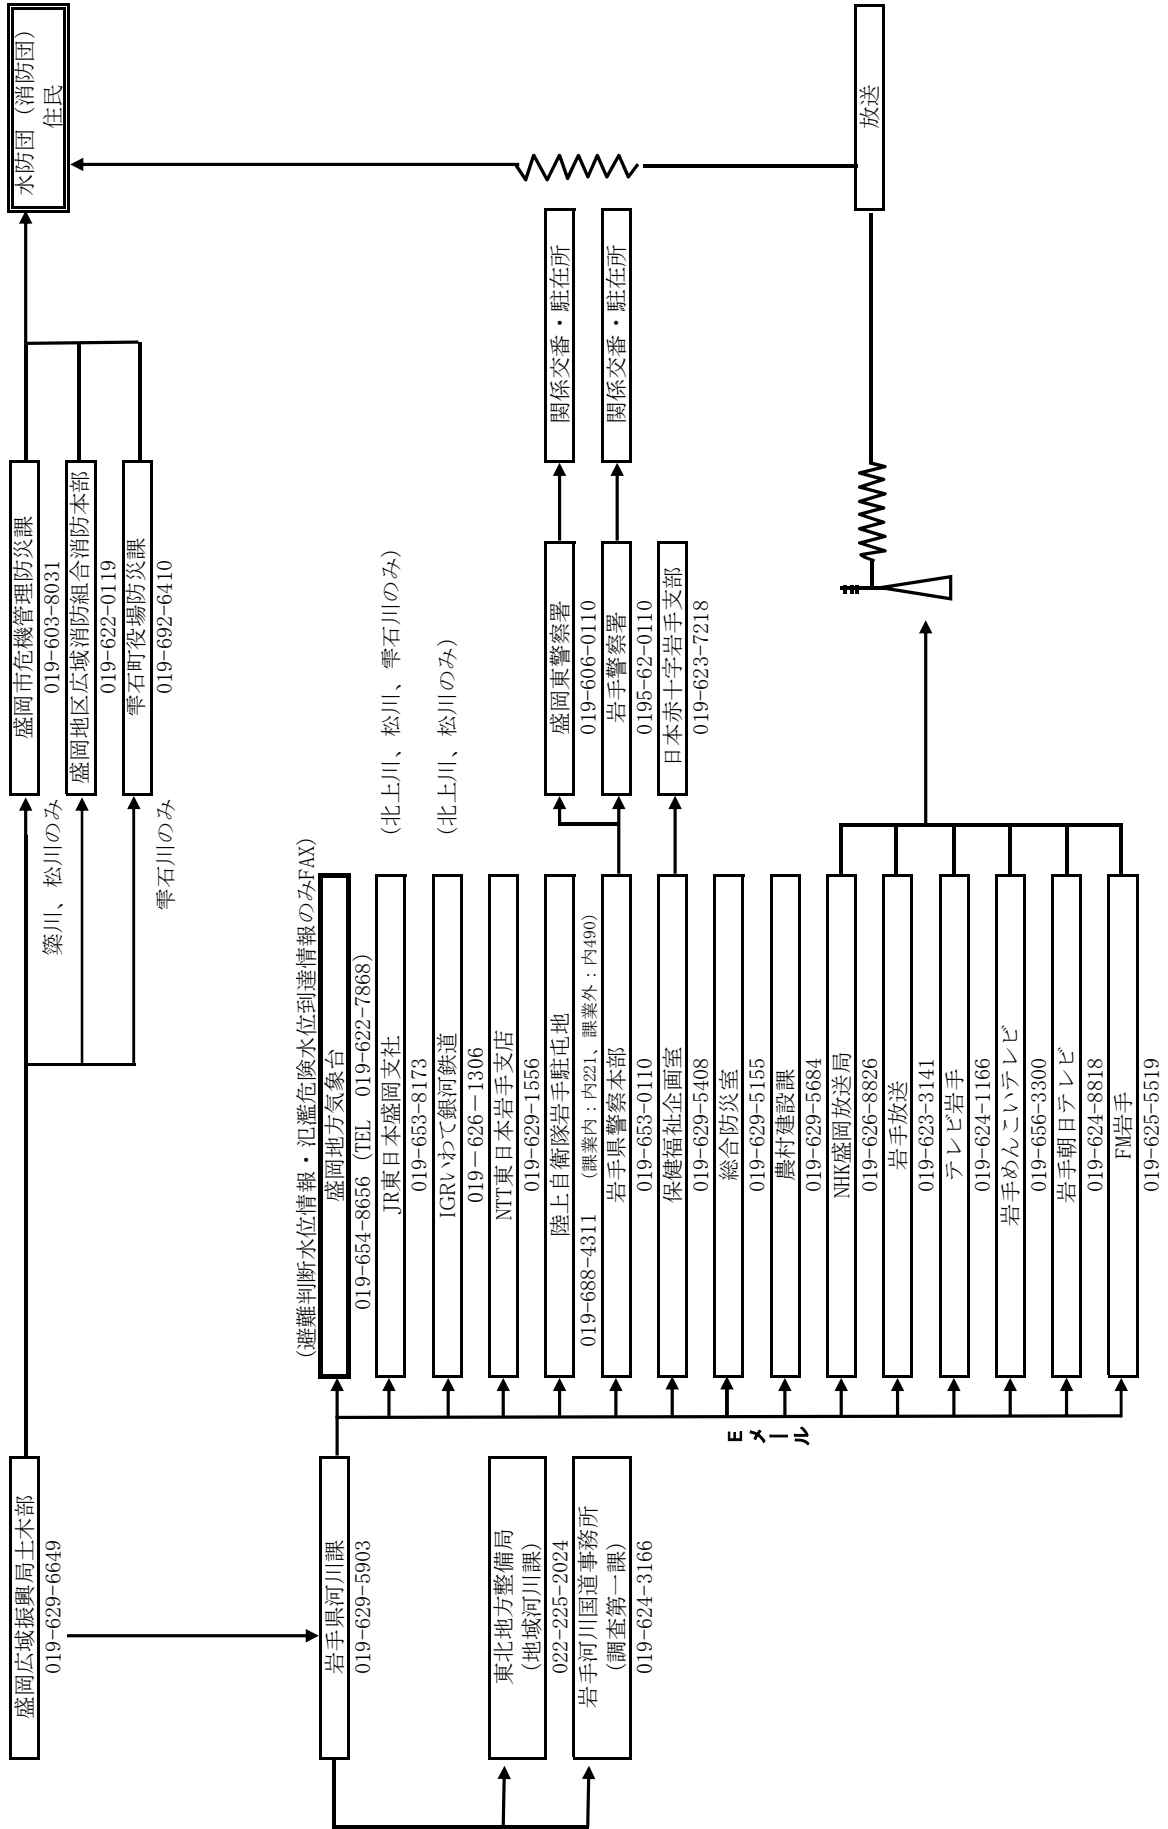 盛岡広域振興局土木部
019-629-6649
岩手県河川課
019-629-5903
東北地方整備局
(地域河川課)
022-225-2024
岩手河川国道事務所
(調査第一課)
019-624-3166
Eメール
(避難判断水位情報・氾濫危険水位到達情報のみFAX)
盛岡地方気象台
019-654-8656 (TEL 019-622-7868)
JR東日本盛岡支社
019-653-8173
(北上川、松川、雫石川のみ)
IGRいわて銀河鉄道
019－626－1306
(北上川、松川のみ)
NTT東日本岩手支店
019-629-1556
陸上自衛隊岩手駐屯地
019-688-4311 (課業内：内221、課業外：内490)
岩手県警察本部
019-653-0110
保健福祉企画室
019-629-5408
総合防災室
019-629-5155
農村建設課
019-629-5684
NHK盛岡放送局
019-626-8826
岩手放送
019-623-3141
テレビ岩手
019-624-1166
岩手めんこいテレビ
019-656-3300
岩手朝日テレビ
019-624-8818
FM岩手
019-625-5519
簗川、松川のみ
雫石川のみ
盛岡市危機管理防災課
019-603-8031
盛岡地区広域消防組合消防本部
019-622-0119
雫石町役場防災課
019-692-6410
盛岡東警察署
019-606-0110
岩手警察署
0195-62-0110
日本赤十字岩手支部
019-623-7218
関係交番・駐在所
関係交番・駐在所
水防団（消防団）
住民
放送